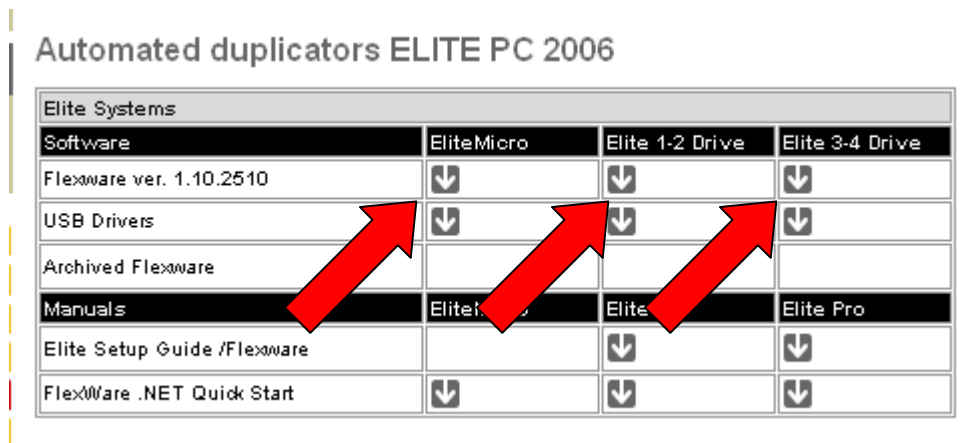 Automated duplicators ELITE PC 2006
Elite Systems
Software EliteMicro Elite 1-2 Drive Elite 3-4 Drive
Flexware ver. 1.10.2510
USB Drivers
Archived Flexware
Manuals Elite Pro
Elite Setup Guide /Flexware
FlexWare .NET Quick Start